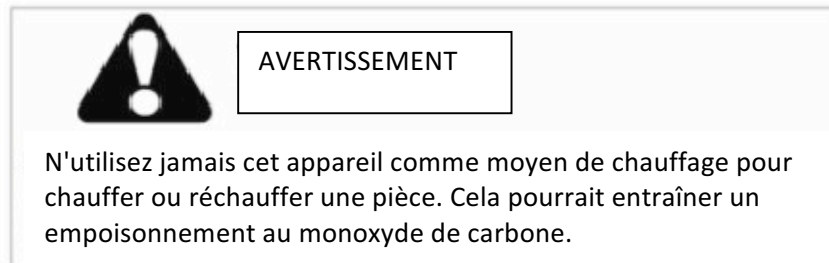 AVERTISSEMENT
N'utilisez jamais cet appareil comme moyen de chauffage pour
chauffer ou réchauffer une pièce. Cela pourrait entraîner un
empoisonnement au monoxyde de carbone.